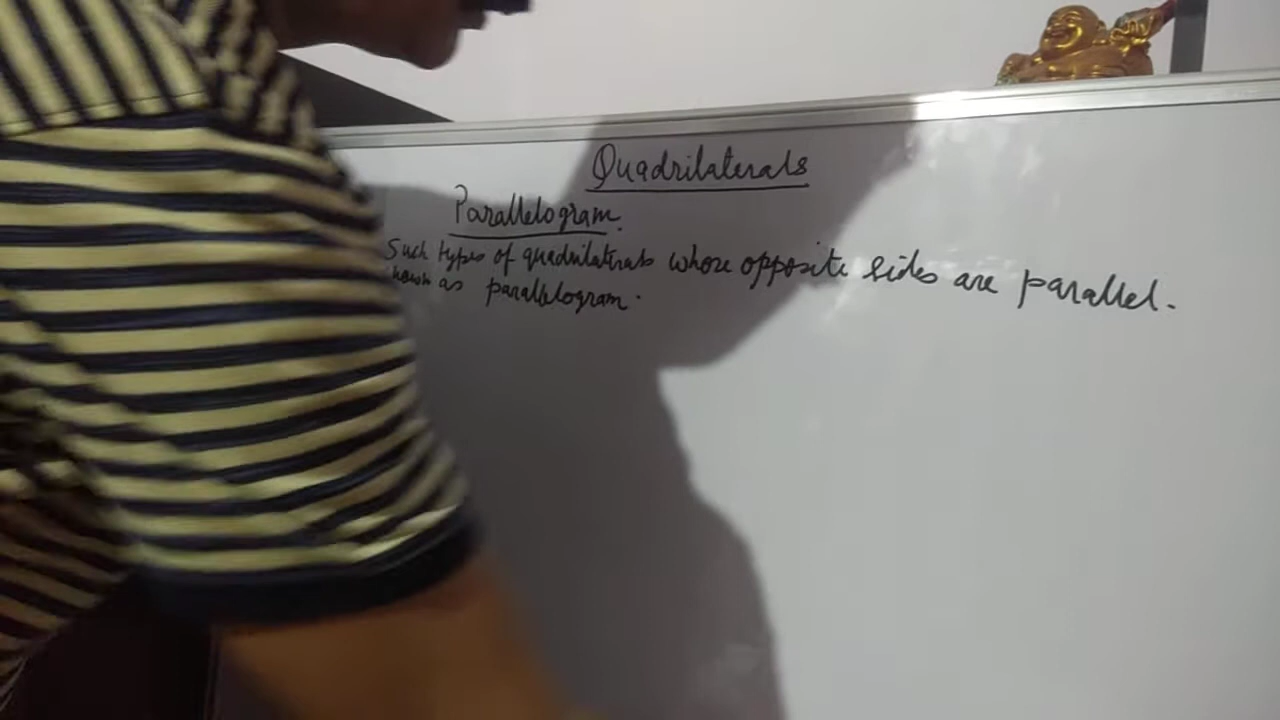 Quadrilaterals
Parallelogram.
Such types of quadrilaterals whose opposite sides are parallel.
known as parallelogram.